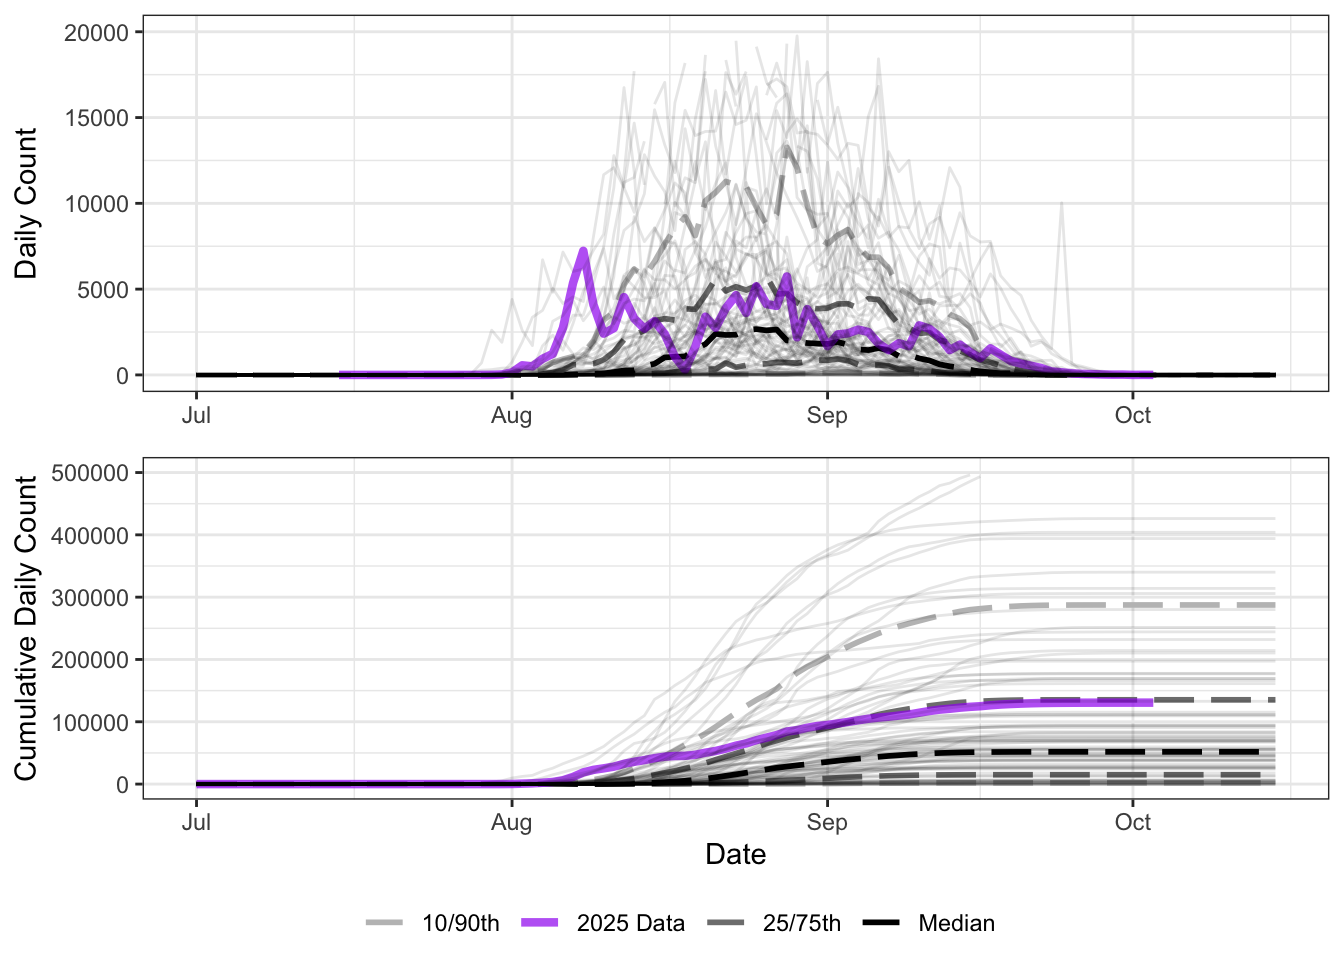 20000
15000
10000
5000
0
Daily Count
Jul Aug Sep Oct
500000
400000
300000
200000
100000
0
Cumulative Daily Count
Jul Aug Sep Oct
Date
10/90th 2025 Data 25/75th Median